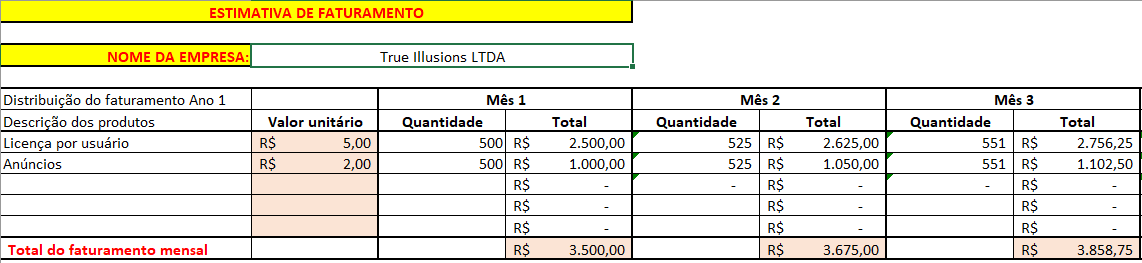 ESTIMATIVA DE FATURAMENTO
NOME DA EMPRESA: True Illusions LTDA
Distribuição do faturamento Ano 1 Mês 1 Mês 2 Mês 3
Descrição dos produtos Valor unitário Quantidade Total Quantidade Total Quantidade Total
Licença por usuário R$ 5,00 500 R$ 2.500,00 525 R$ 2.625,00 551 R$ 2.756,25
Anúncios R$ 2,00 500 R$ 1.000,00 525 R$ 1.050,00 551 R$ 1.102,50
R$ - - R$ - - R$ -
R$ - R$ - R$ -
R$ - R$ - R$ -
Total do faturamento mensal R$ 3.500,00 R$ 3.675,00 R$ 3.858,75